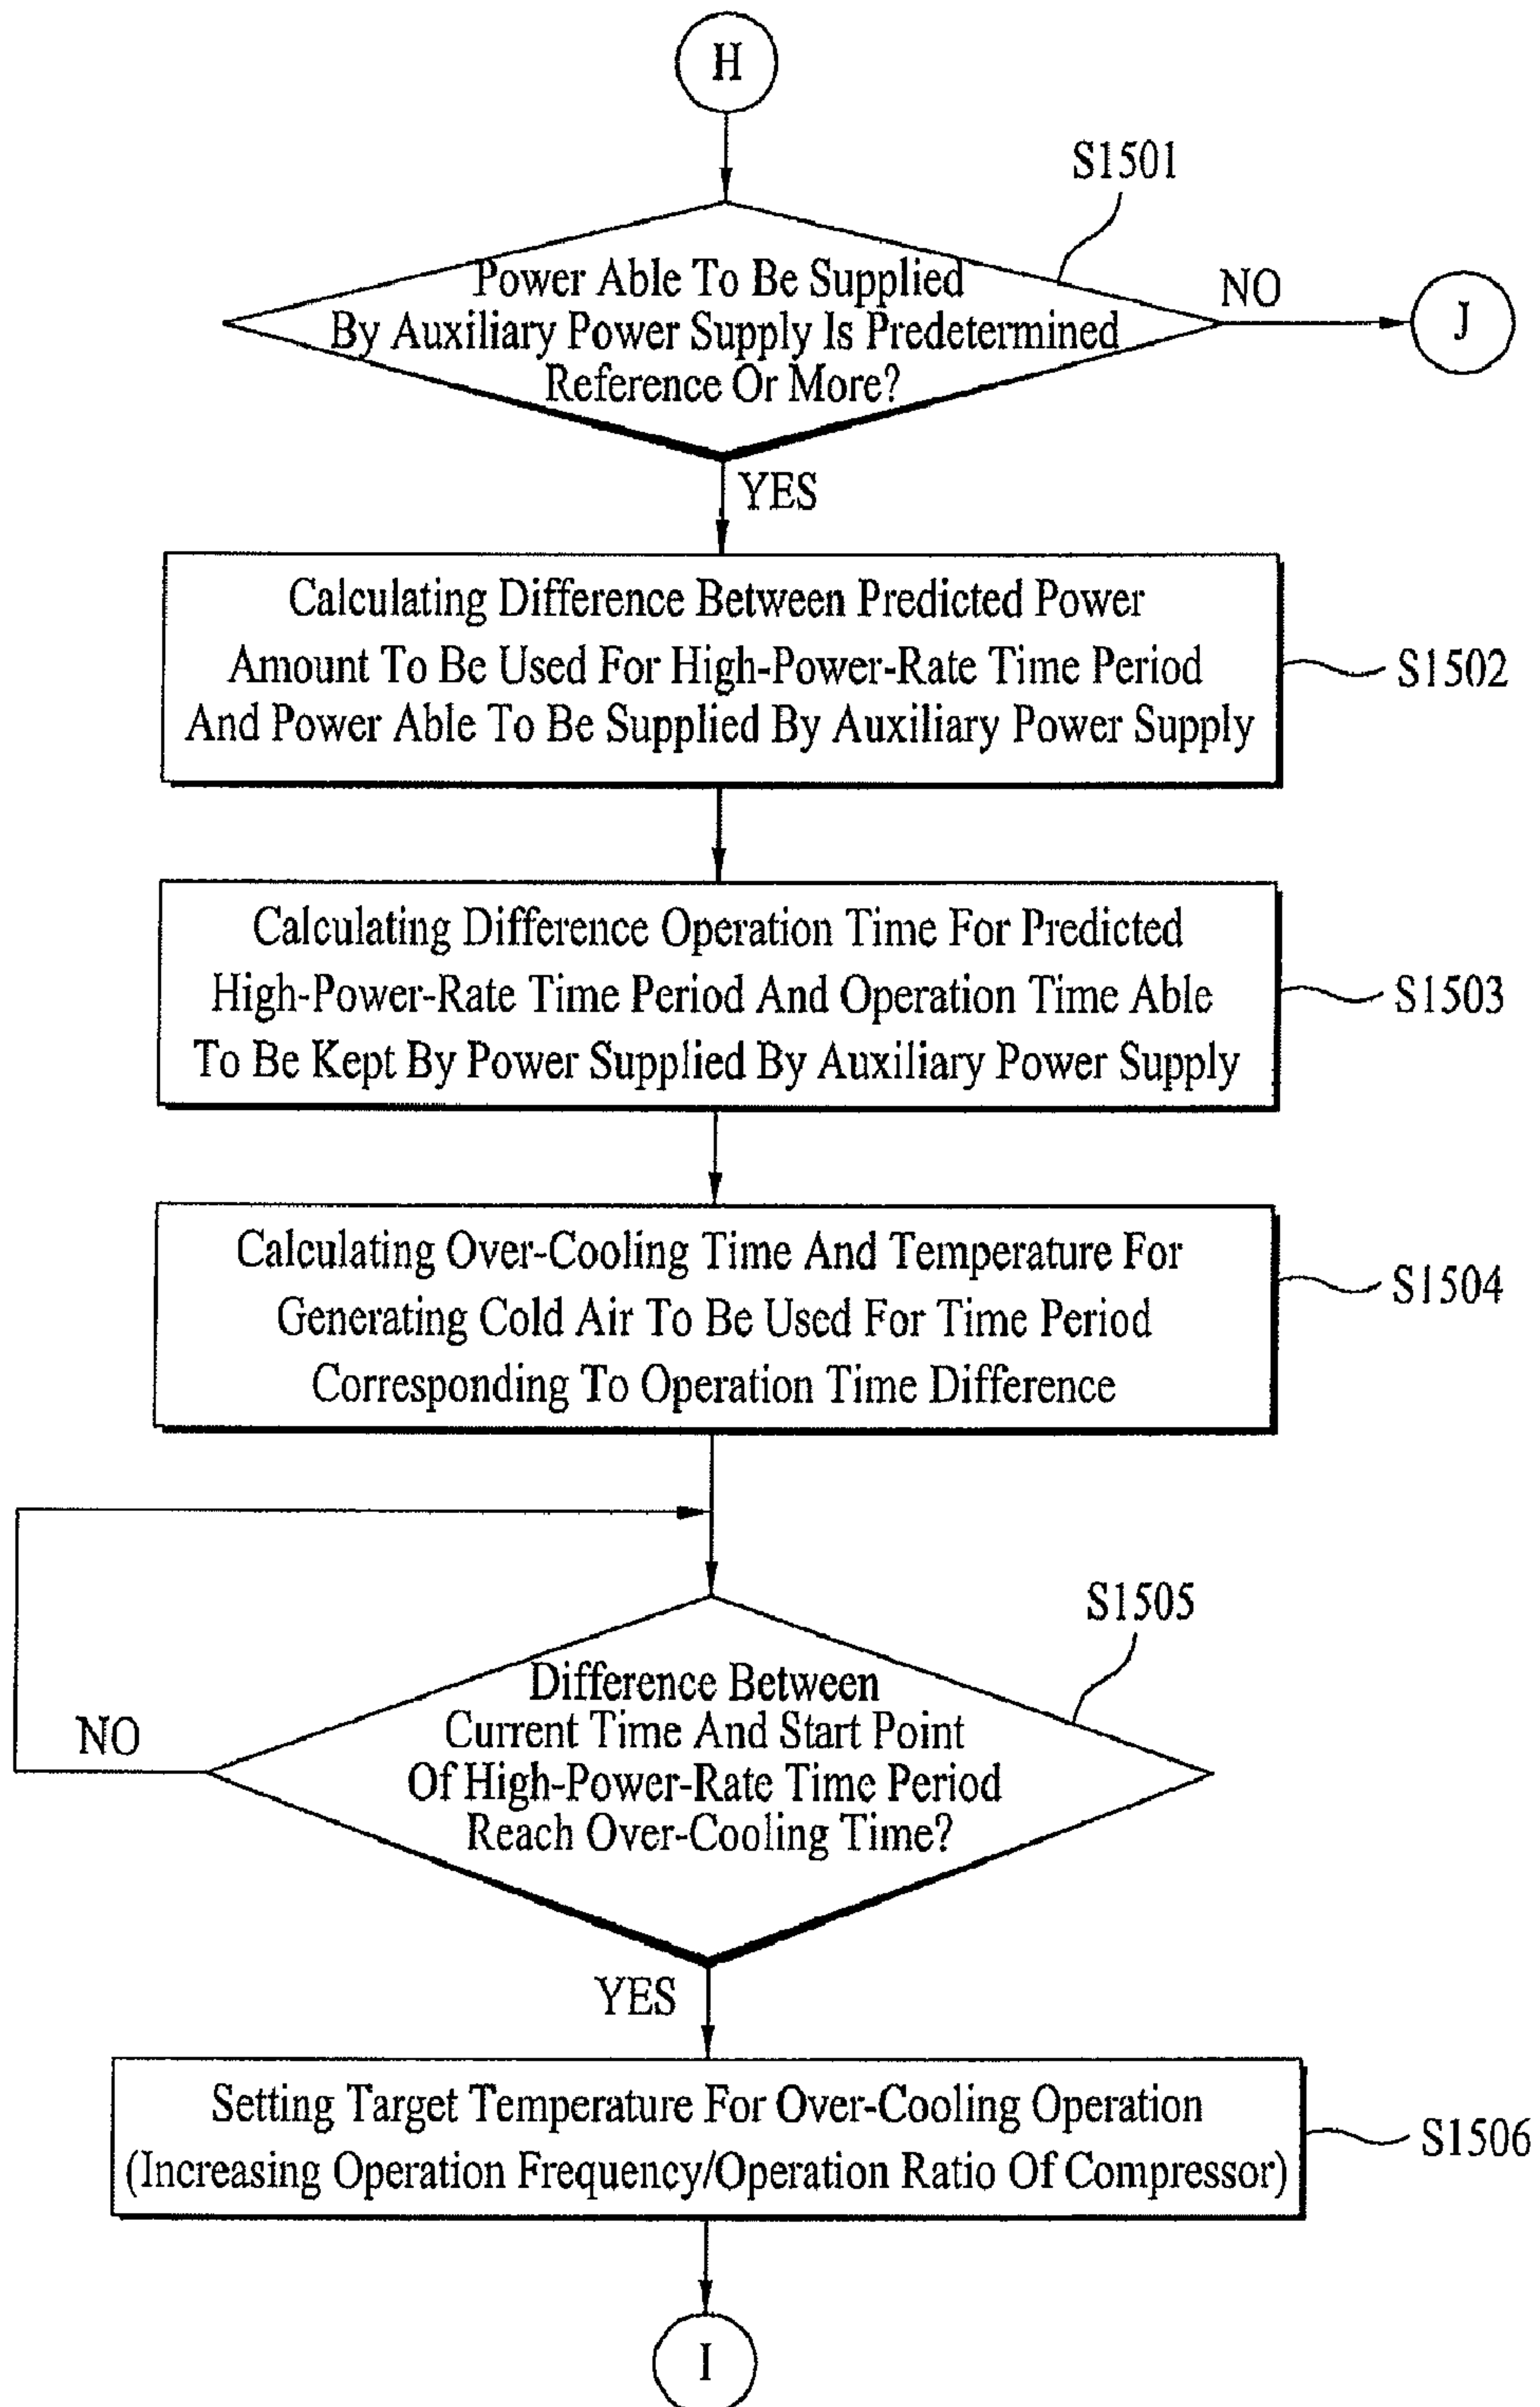 H
S1501
Power Able To Be Supplied
By Auxiliary Power Supply Is Predetermined
Reference Or More?
NO
J
YES
Calculating Difference Between Predicted Power
Amount To Be Used For High-Power-Rate Time Period
And Power Able To Be Supplied By Auxiliary Power Supply
S1502
Calculating Difference Operation Time For Predicted
High-Power-Rate Time Period And Operation Time Able
To Be Kept By Power Supplied By Auxiliary Power Supply
S1503
Calculating Over-Cooling Time And Temperature For
Generating Cold Air To Be Used For Time Period
Corresponding To Operation Time Difference
S1504
S1505
Difference Between
Current Time And Start Point
Of High-Power-Rate Time Period
Reach Over-Cooling Time?
NO
YES
Setting Target Temperature For Over-Cooling Operation
(Increasing Operation Frequency/Operation Ratio Of Compressor)
S1506
I